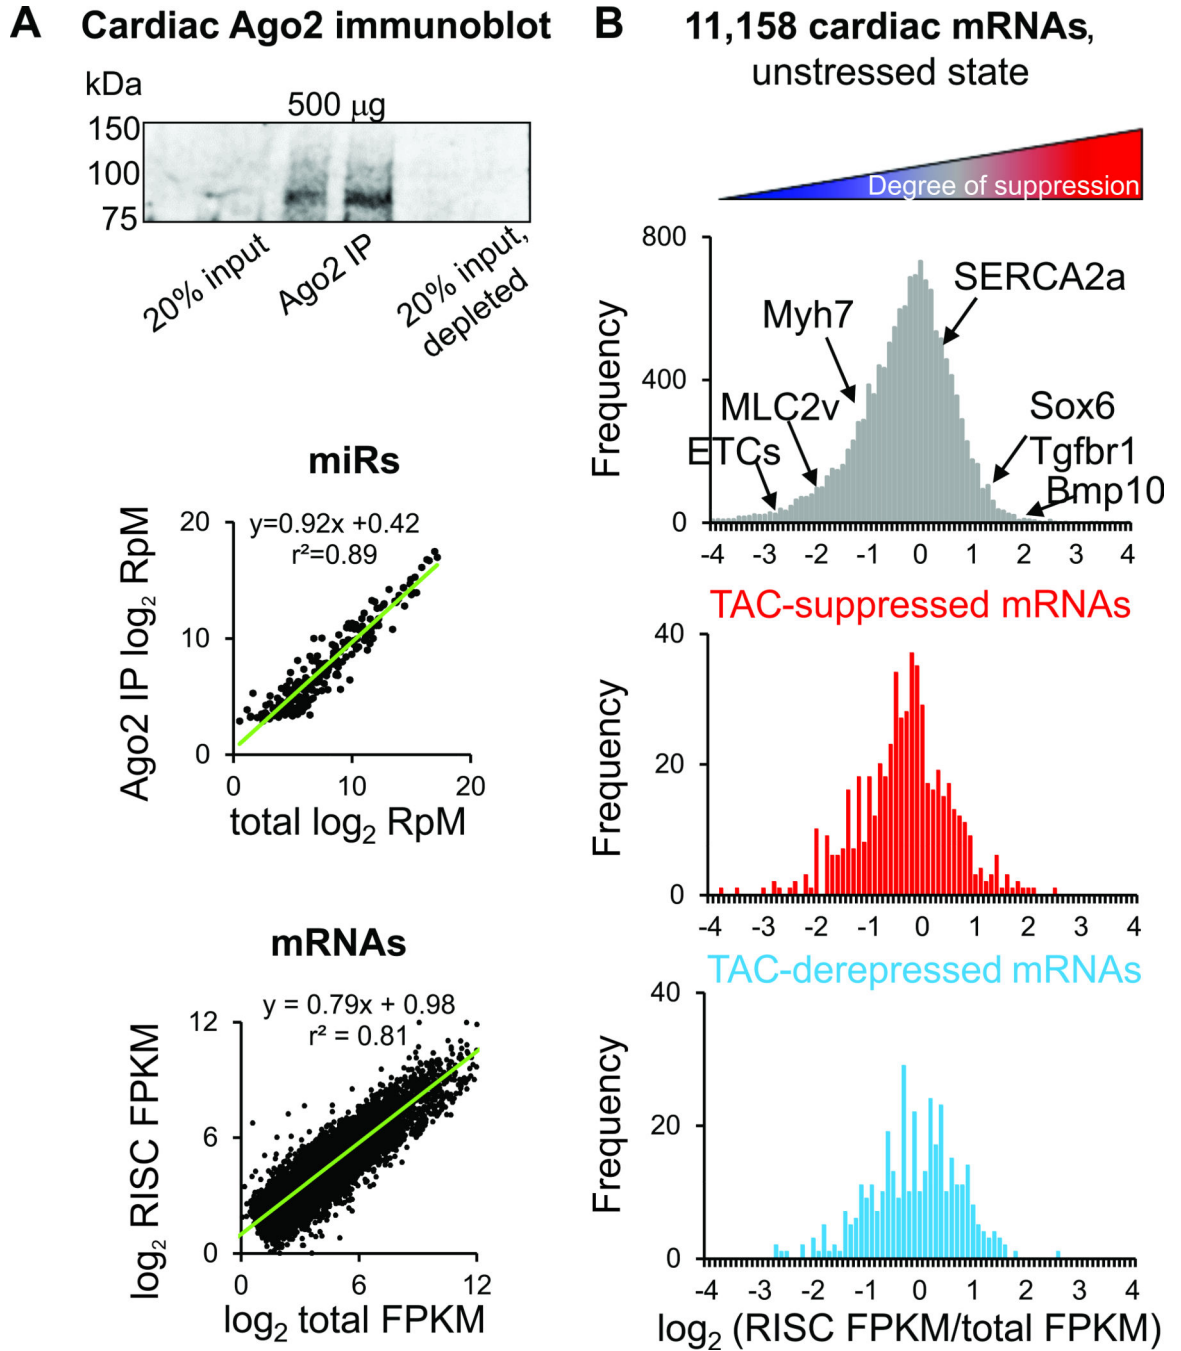 A Cardiac Ago2 immunoblot
kDa
500 µg
150
100
75
20% input
Ago2 IP
20% input,
depleted
miRs
y=0.92x +0.42
r²=0.89
20
10
0
0 10 20
Ago2 IP log₂ RpM
total log₂ RpM
mRNAs
y = 0.79x + 0.98
r² = 0.81
12
6
0
0 6 12
log₂ RISC FPKM
log₂ total FPKM
B 11,158 cardiac mRNAs,
unstressed state
Degree of suppression
800
400
0
Frequency
SERCA2a
Myh7
MLC2v
ETCs
Sox6
Tgfbr1
Bmp10
-4 -3 -2 -1 0 1 2 3 4
TAC-suppressed mRNAs
40
20
0
Frequency
-4 -3 -2 -1 0 1 2 3 4
TAC-derepressed mRNAs
40
20
0
Frequency
-4 -3 -2 -1 0 1 2 3 4
log₂ (RISC FPKM/total FPKM)